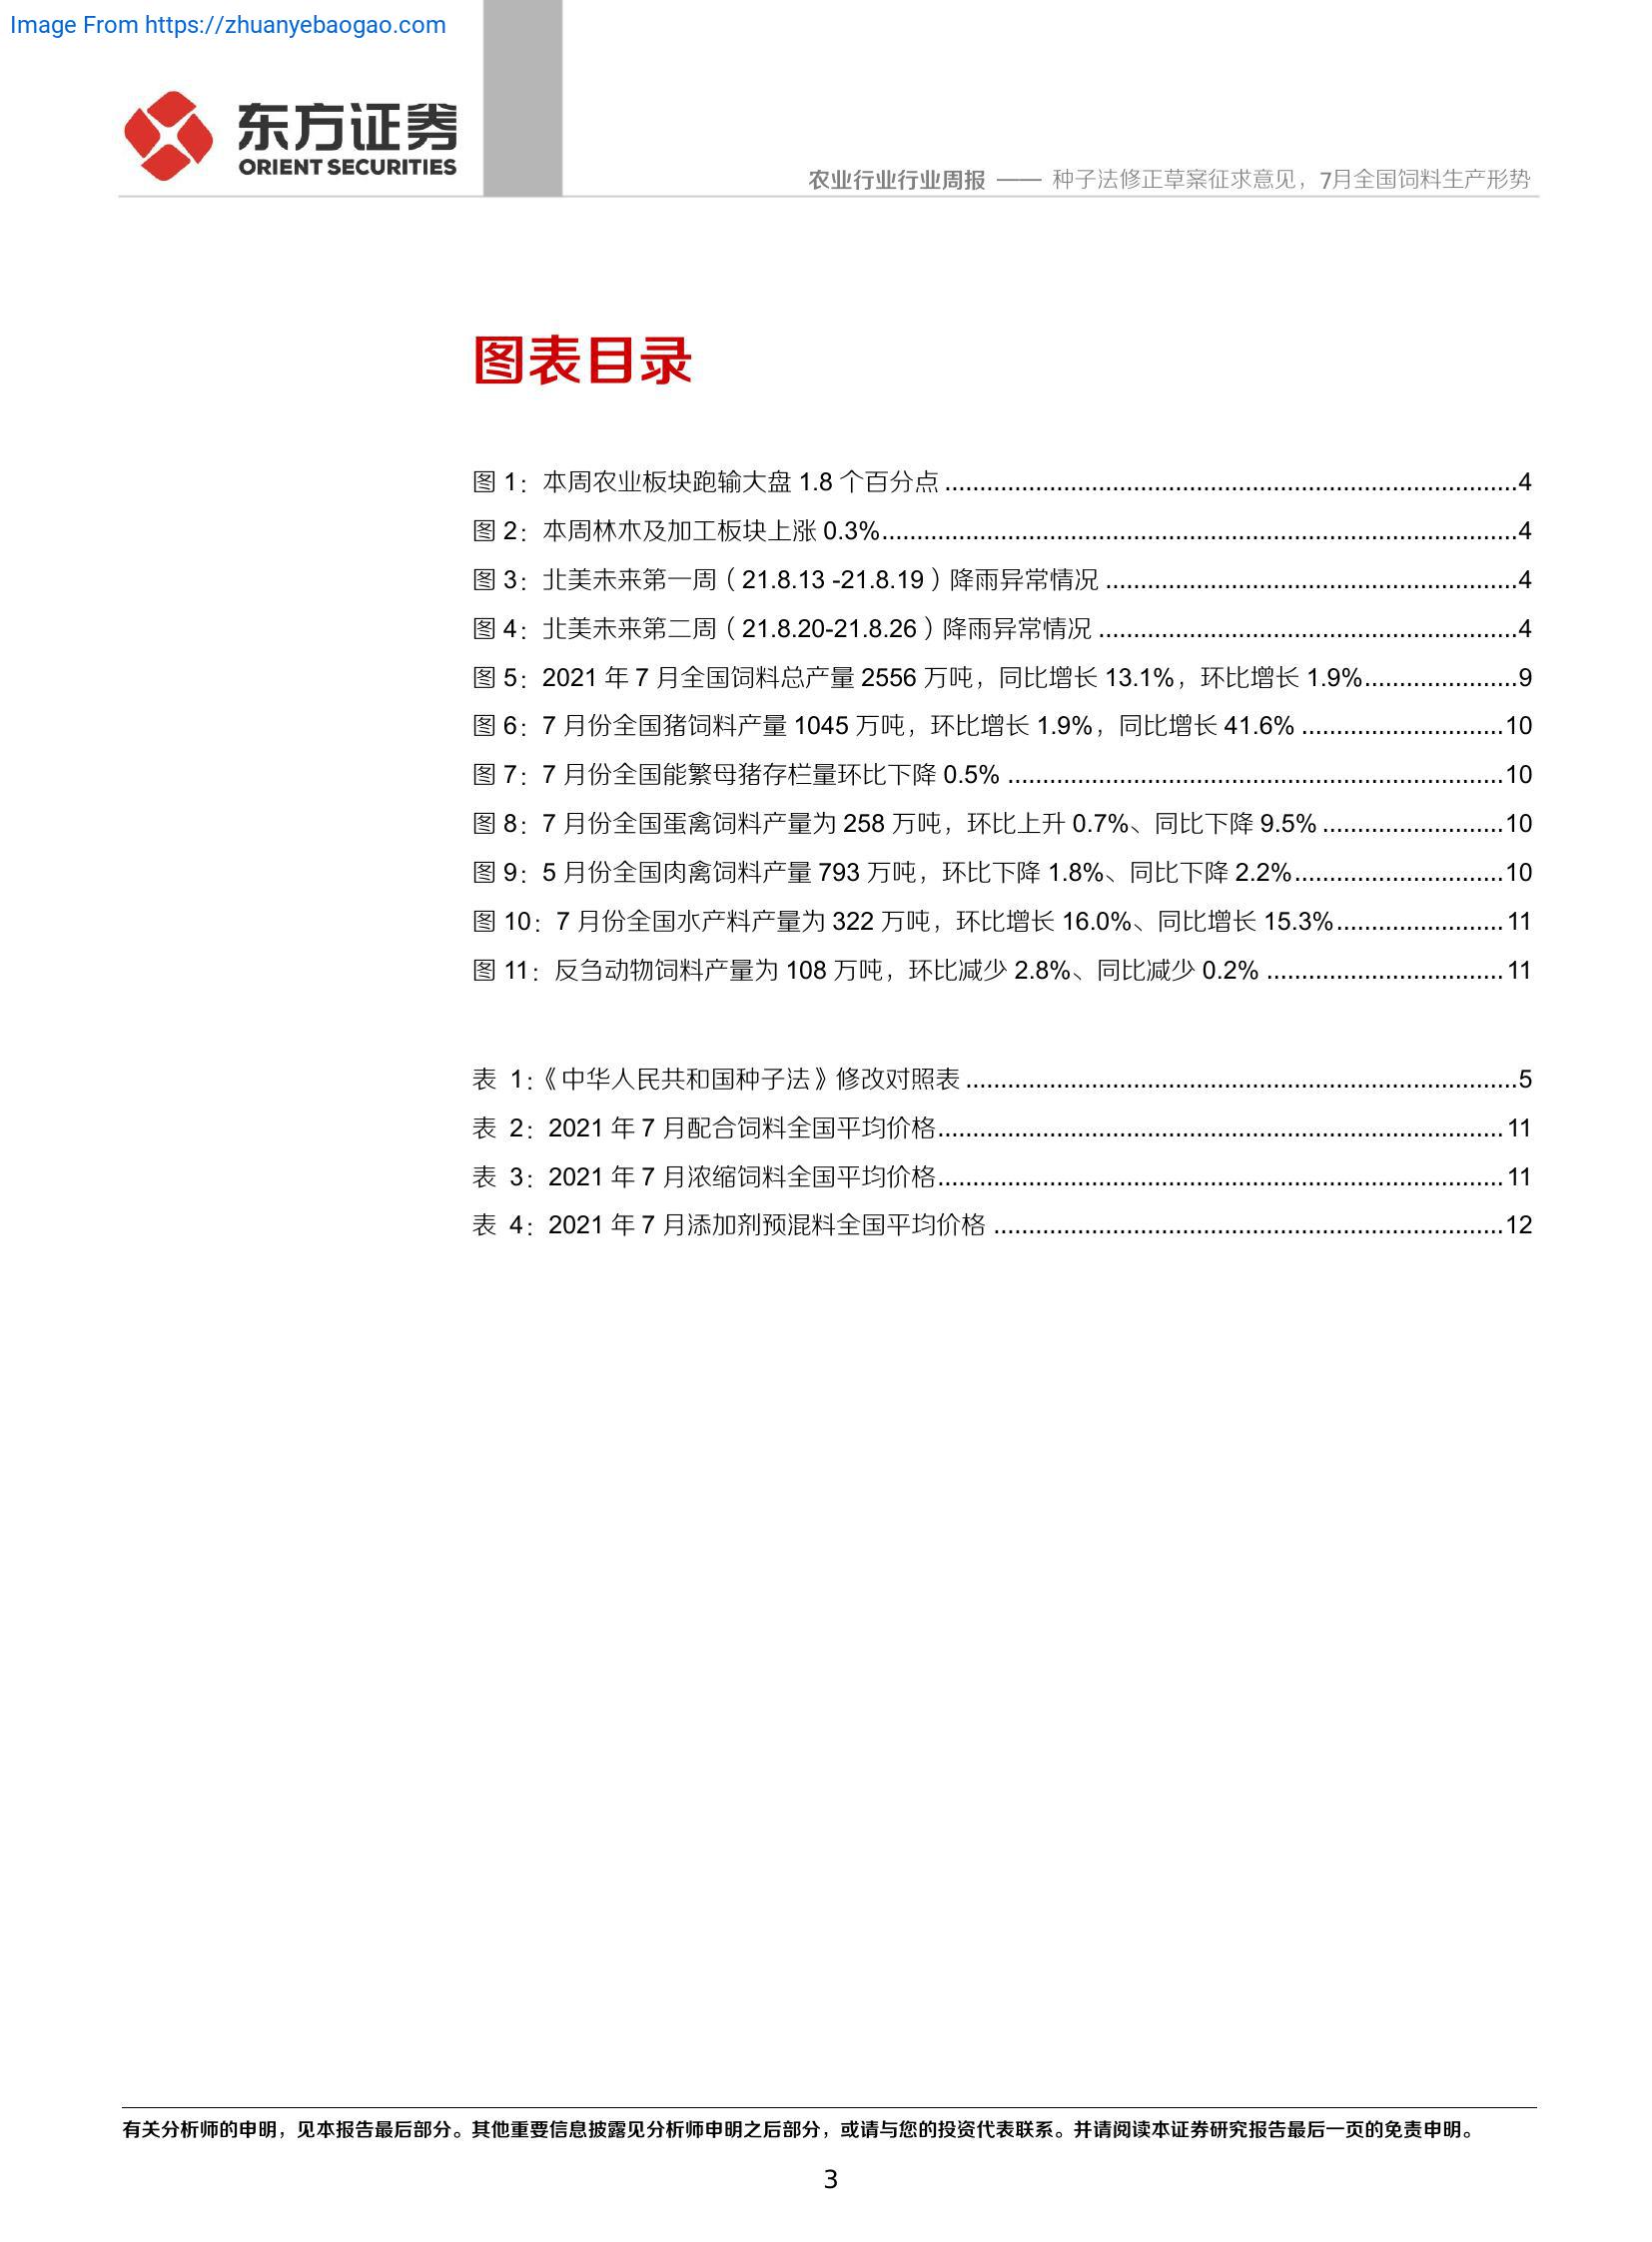 Image From https://zhuanyebaogao.com
东方证券
ORIENT SECURITIES
农业行业行业周报 —— 种子法修正草案征求意见，7月全国饲料生产形势
图表目录
图 1：本周农业板块跑输大盘 1.8 个百分点 ..........4
图 2：本周林木及加工板块上涨 0.3%..........4
图 3：北美未来第一周（21.8.13 -21.8.19）降雨异常情况 ..........4
图 4：北美未来第二周（21.8.20-21.8.26）降雨异常情况 ..........4
图 5：2021 年 7 月全国饲料总产量 2556 万吨，同比增长 13.1%，环比增长 1.9%..........9
图 6：7 月份全国猪饲料产量 1045 万吨，环比增长 1.9%，同比增长 41.6% ..........10
图 7：7 月份全国能繁母猪存栏量环比下降 0.5% ..........10
图 8：7 月份全国蛋禽饲料产量为 258 万吨，环比上升 0.7%、同比下降 9.5% ..........10
图 9：5 月份全国肉禽饲料产量 793 万吨，环比下降 1.8%、同比下降 2.2%..........10
图 10：7 月份全国水产料产量为 322 万吨，环比增长 16.0%、同比增长 15.3%..........11
图 11：反刍动物饲料产量为 108 万吨，环比减少 2.8%、同比减少 0.2% ..........11
表 1：《中华人民共和国种子法》修改对照表 ..........5
表 2：2021 年 7 月配合饲料全国平均价格..........11
表 3：2021 年 7 月浓缩饲料全国平均价格..........11
表 4：2021 年 7 月添加剂预混料全国平均价格 ..........12
有关分析师的申明，见本报告最后部分。其他重要信息披露见分析师申明之后部分，或请与您的投资代表联系。并请阅读本证券研究报告最后一页的免责申明。
3